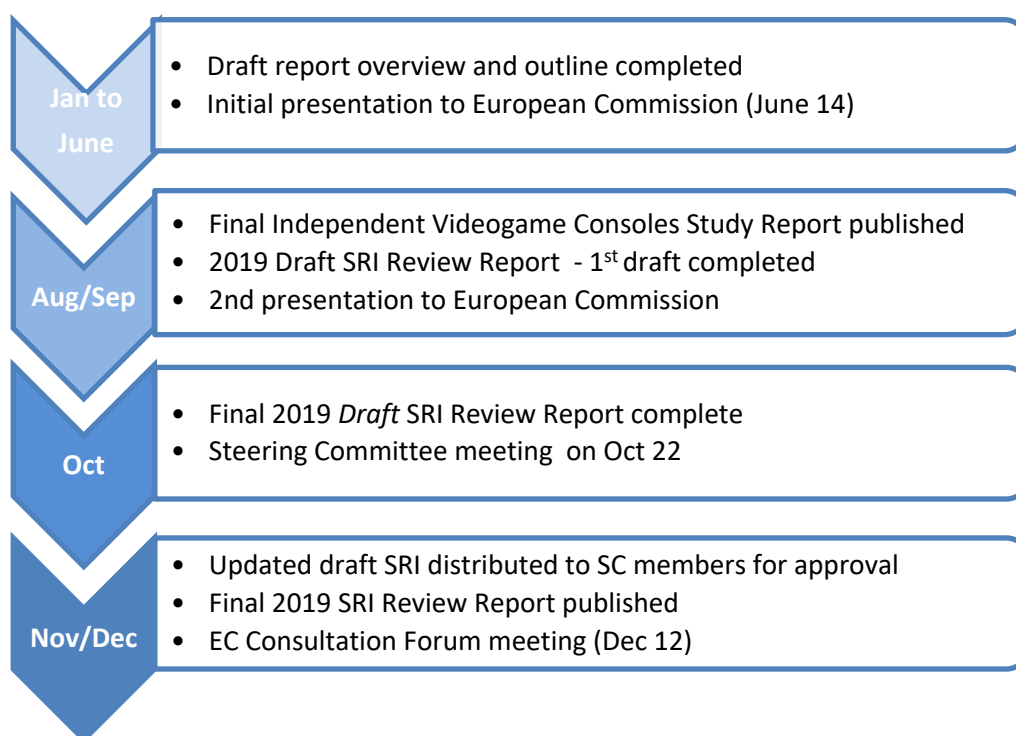 Jan to
June
• Draft report overview and outline completed
• Initial presentation to European Commission (June 14)
Aug/Sep
• Final Independent Videogame Consoles Study Report published
• 2019 Draft SRI Review Report - 1st draft completed
• 2nd presentation to European Commission
Oct
• Final 2019 Draft SRI Review Report complete
• Steering Committee meeting on Oct 22
Nov/Dec
• Updated draft SRI distributed to SC members for approval
• Final 2019 SRI Review Report published
• EC Consultation Forum meeting (Dec 12)